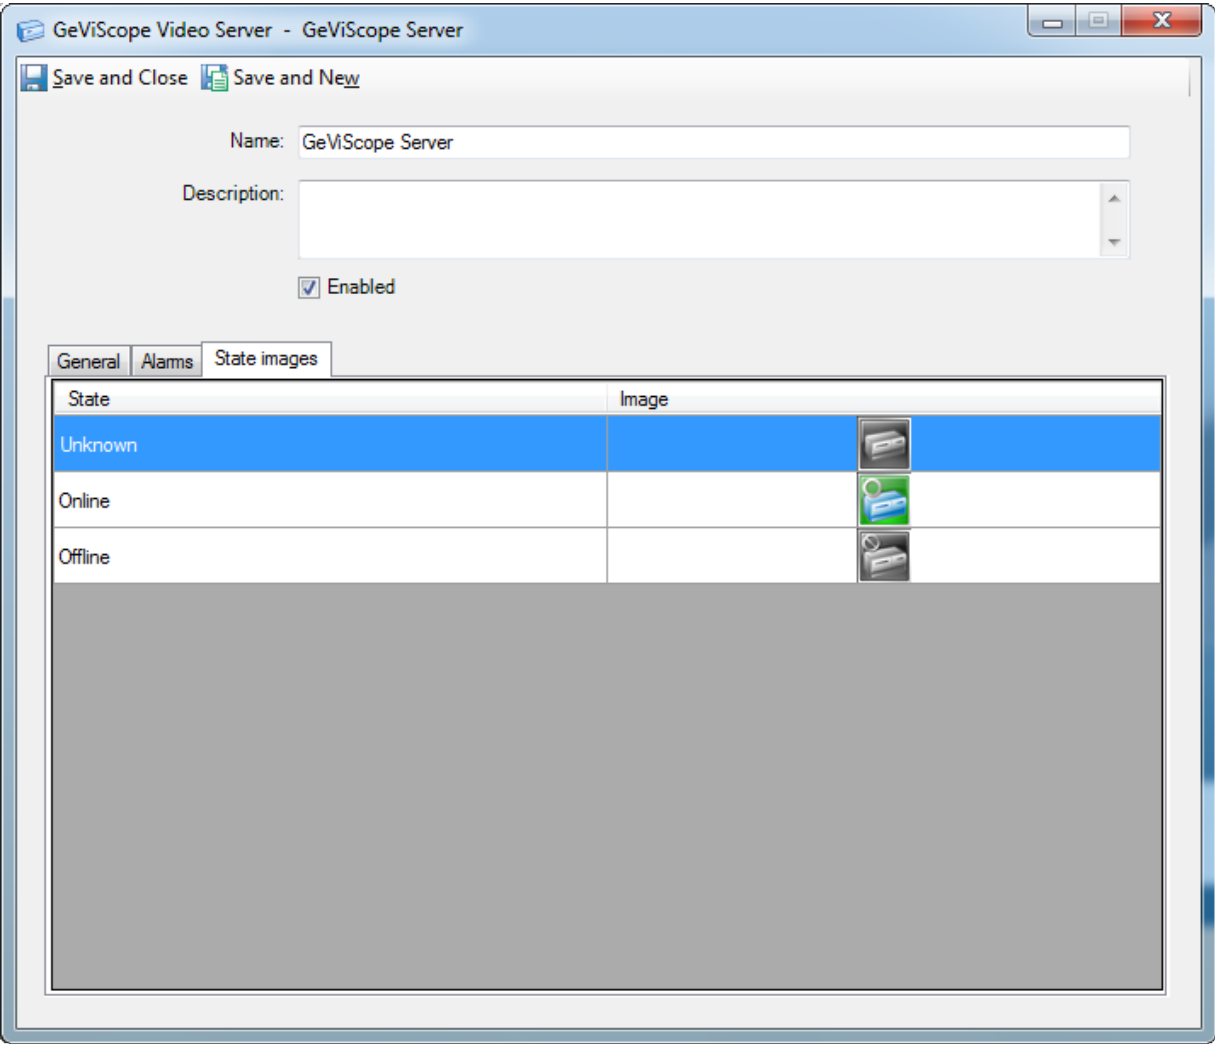 GeViScope Video Server - GeViScope Server
Save and Close Save and New
Name: GeViScope Server
Description:
Enabled
General Alarms State images
State Image
Unknown
Online
Offline